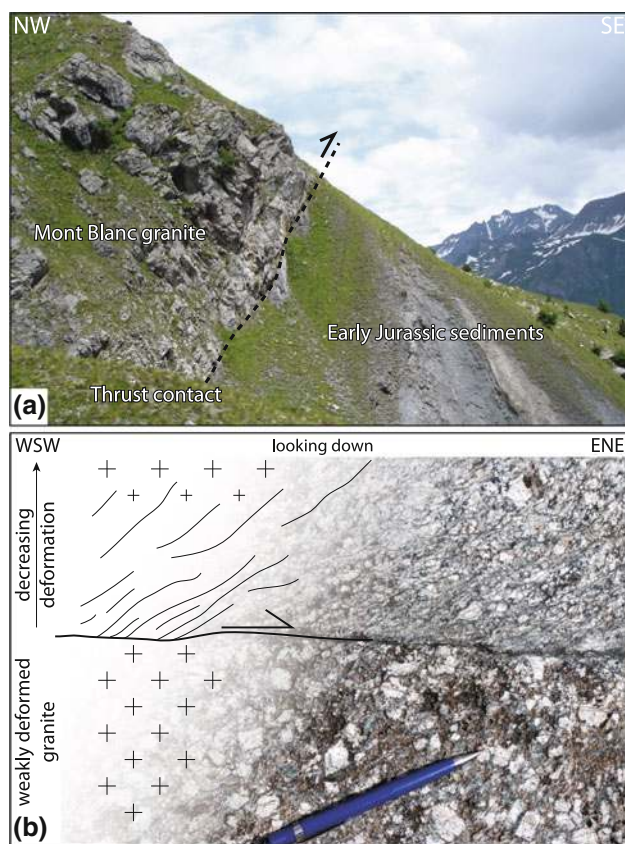 NW SE
Mont Blanc granite
Early Jurassic sediments
Thrust contact
(a)
WSW looking down ENE
decreasing
deformation
weakly deformed
granite
(b)